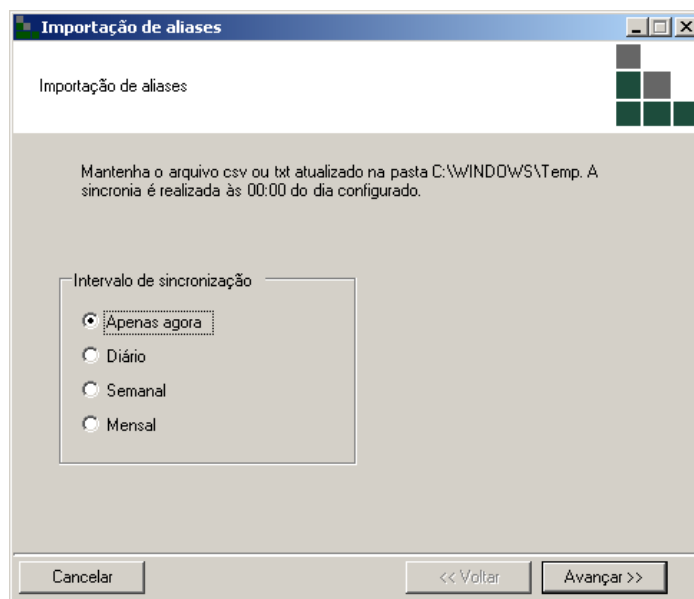 Importação de aliases
Importação de aliases
Mantenha o arquivo csv ou txt atualizado na pasta C:\WINDOWS\Temp. A
sincronia é realizada às 00:00 do dia configurado.
Intervalo de sincronização
Apenas agora
Diário
Semanal
Mensal
Cancelar
<< Voltar
Avançar >>